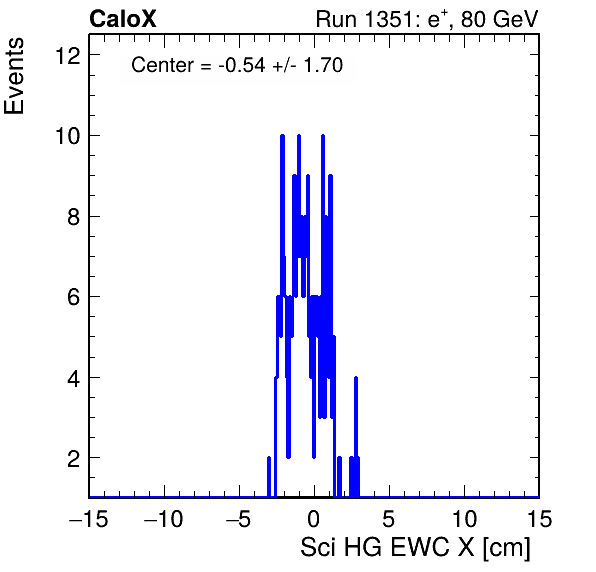 CaloX Run 1351: e⁺, 80 GeV
Events
Center = -0.54 +/- 1.70
12
10
8
6
4
2
−15 −10 −5 0 5 10 15
Sci HG EWC X [cm]